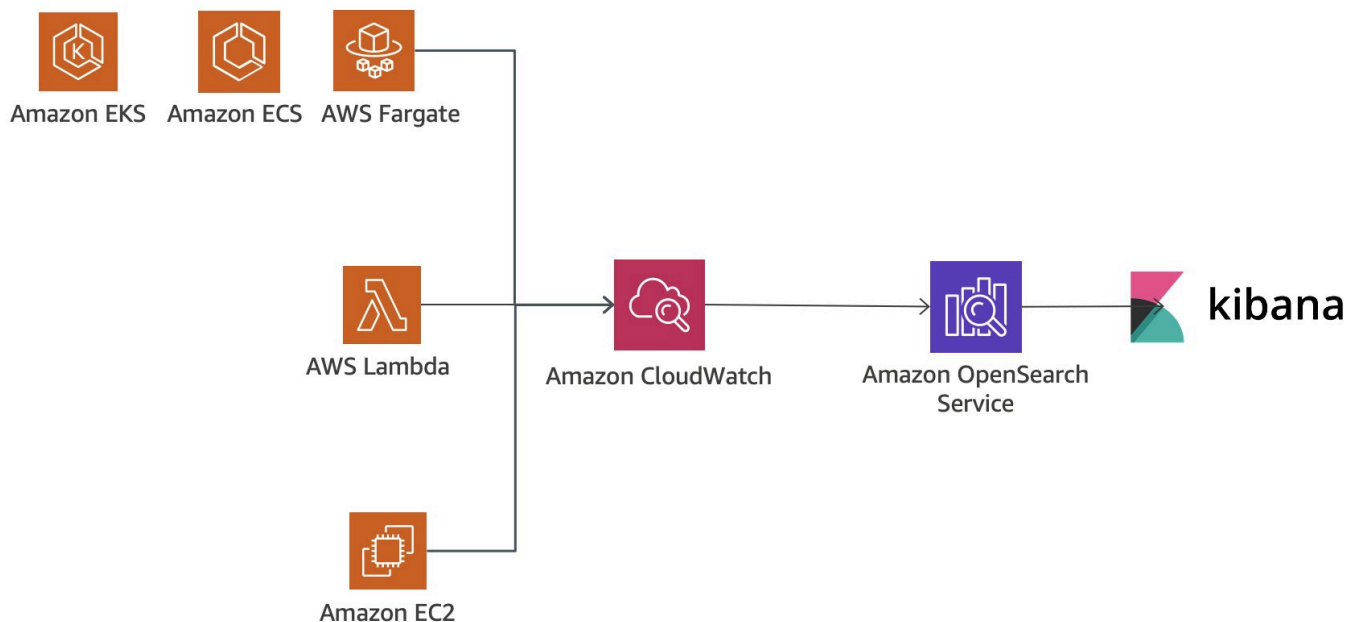 Amazon EKS
Amazon ECS
AWS Fargate
AWS Lambda
Amazon CloudWatch
Amazon OpenSearch
Service
kibana
Amazon EC2